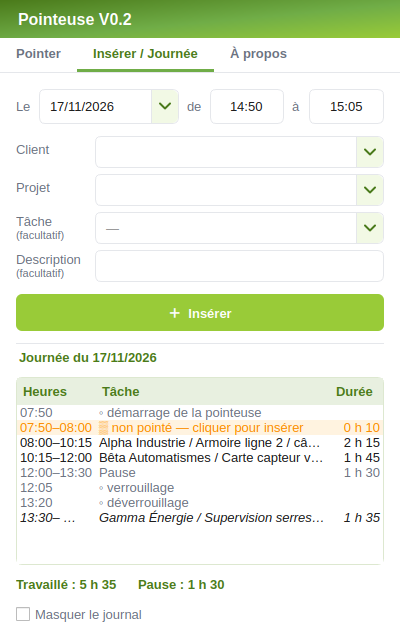 Pointeuse V0.2
Pointer Insérer / Journée À propos
Le 17/11/2026 de 14:50 à 15:05
Client
Projet
Tâche
(facultatif)
—
Description
(facultatif)
+ Insérer
Journée du 17/11/2026
Heures Tâche Durée
07:50 ◦ démarrage de la pointeuse
07:50–08:00 ▒ non pointé — cliquer pour insérer 0 h 10
08:00–10:15 Alpha Industrie / Armoire ligne 2 / câ… 2 h 15
10:15–12:00 Bêta Automatismes / Carte capteur v… 1 h 45
12:00–13:30 Pause 1 h 30
12:05 ◦ verrouillage
13:20 ◦ déverrouillage
13:30– … Gamma Énergie / Supervision serres… 1 h 35
Travaillé : 5 h 35 Pause : 1 h 30
Masquer le journal